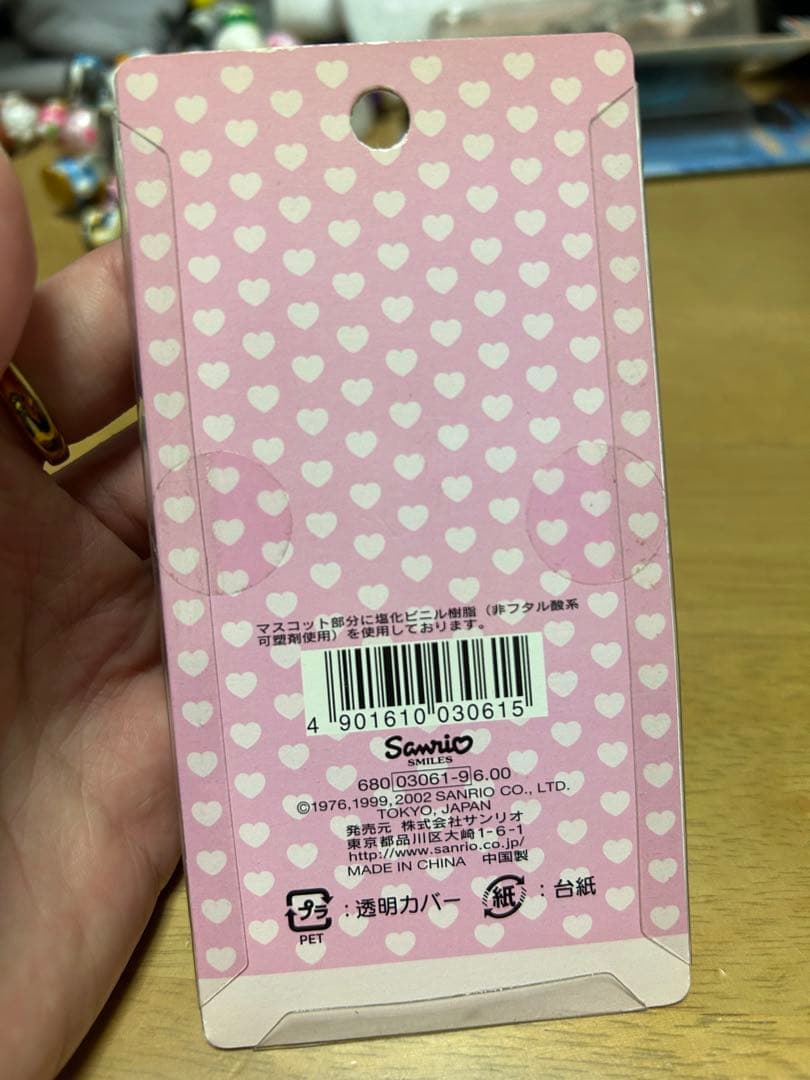 マスコット部分に塩化ビニル樹脂（非フタル酸系
可塑剤使用）を使用しております。
4 901610 030615
Sanrio
SMILES
680 03061-9 6.00
©1976,1999,2002 SANRIO CO., LTD.
TOKYO, JAPAN
発売元 株式会社サンリオ
東京都品川区大崎1-6-1
http://www.sanrio.co.jp/
MADE IN CHINA 中国製
プラ :透明カバー 紙 :台紙
PET